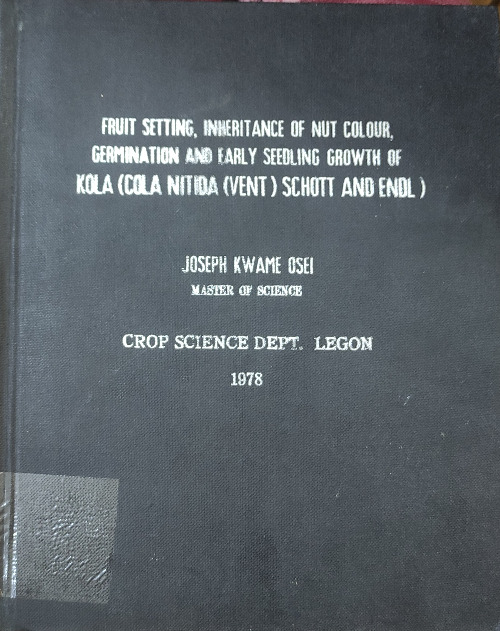 FRUIT SETTING, INHERITANCE OF NUT COLOUR,
GERMINATION AND EARLY SEEDLING GROWTH OF
KOLA (COLA NITIDA (VENT) SCHOTT AND ENDL)
JOSEPH KWAME OSEI
MASTER OF SCIENCE
CROP SCIENCE DEPT. LEGON
1978